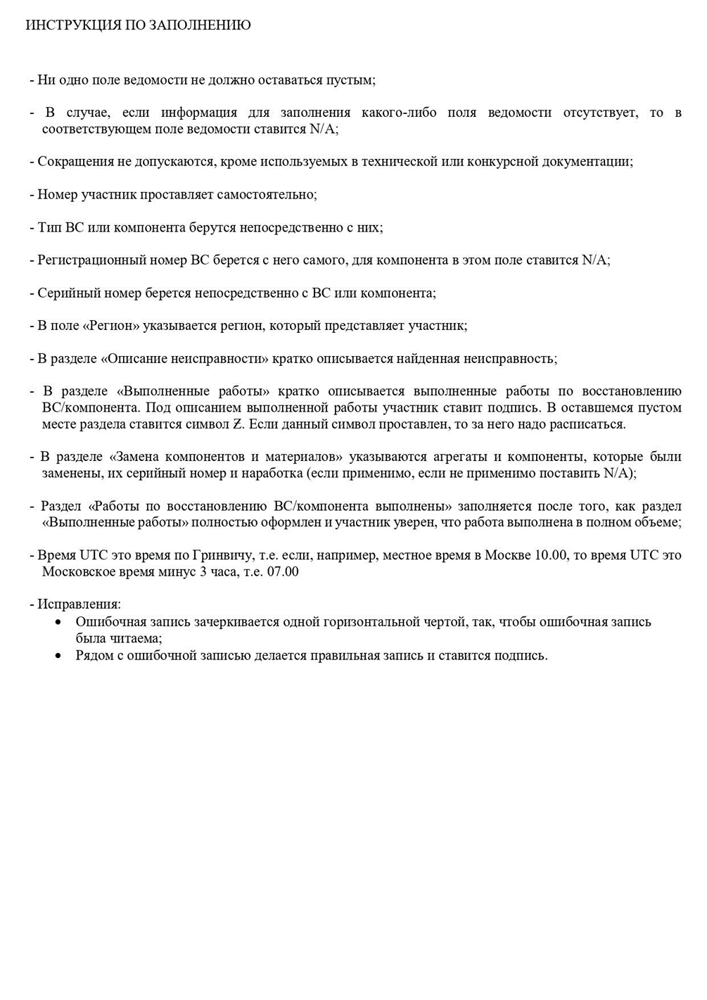 ИНСТРУКЦИЯ ПО ЗАПОЛНЕНИЮ
- Ни одно поле ведомости не должно оставаться пустым;
- В случае, если информация для заполнения какого-либо поля ведомости отсутствует, то в
соответствующем поле ведомости ставится N/A;
- Сокращения не допускаются, кроме используемых в технической или конкурсной документации;
- Номер участник проставляет самостоятельно;
- Тип ВС или компонента берутся непосредственно с них;
- Регистрационный номер ВС берется с него самого, для компонента в этом поле ставится N/A;
- Серийный номер берется непосредственно с ВС или компонента;
- В поле «Регион» указывается регион, который представляет участник;
- В разделе «Описание неисправности» кратко описывается найденная неисправность;
- В разделе «Выполненные работы» кратко описывается выполненные работы по восстановлению
ВС/компонента. Под описанием выполненной работы участник ставит подпись. В оставшемся пустом
месте раздела ставится символ Ƶ. Если данный символ проставлен, то за него надо расписаться.
- В разделе «Замена компонентов и материалов» указываются агрегаты и компоненты, которые были
заменены, их серийный номер и наработка (если применимо, если не применимо поставить N/A);
- Раздел «Работы по восстановлению ВС/компонента выполнены» заполняется после того, как раздел
«Выполненные работы» полностью оформлен и участник уверен, что работа выполнена в полном объеме;
- Время UTC это время по Гринвичу, т.е. если, например, местное время в Москве 10.00, то время UTC это
Московское время минус 3 часа, т.е. 07.00
- Исправления:
• Ошибочная запись зачеркивается одной горизонтальной чертой, так, чтобы ошибочная запись
была читаема;
• Рядом с ошибочной записью делается правильная запись и ставится подпись.